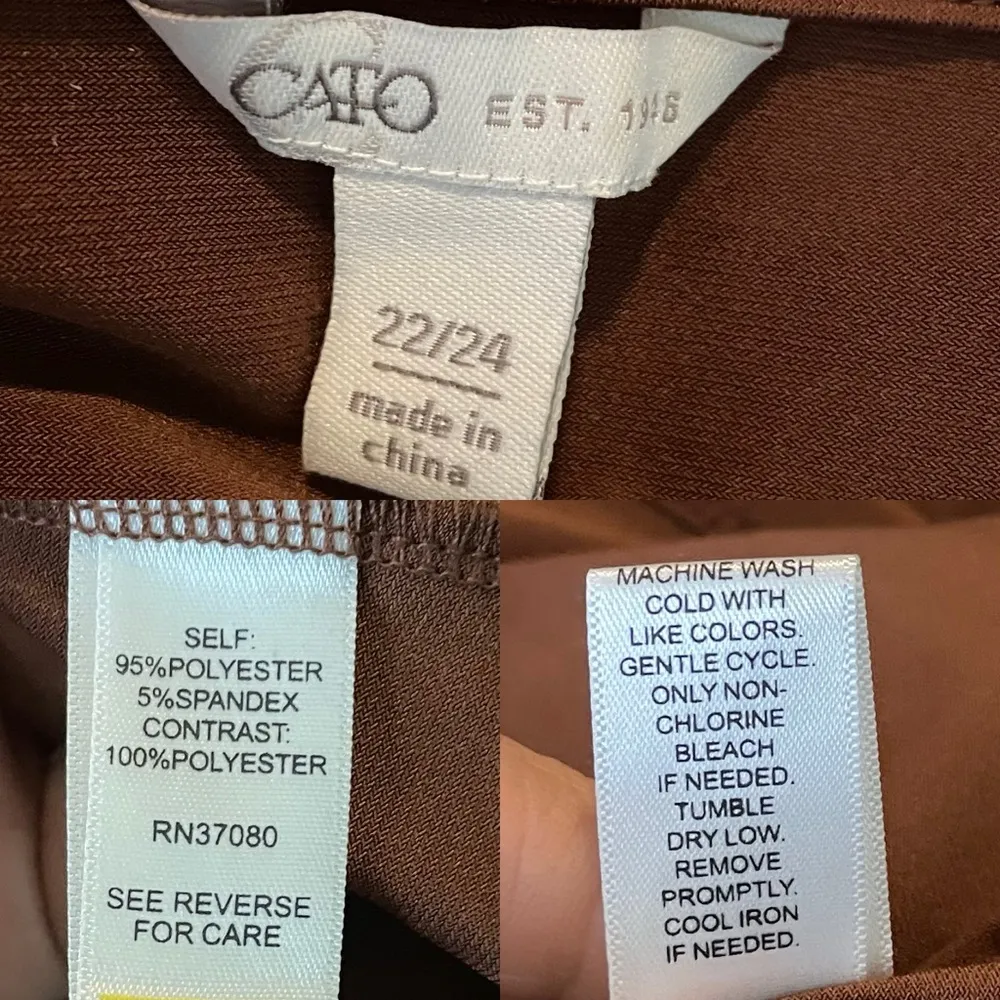 CATO EST. 1946
22/24
made in
china
SELF:
95%POLYESTER
5%SPANDEX
CONTRAST:
100%POLYESTER
RN37080
SEE REVERSE
FOR CARE
MACHINE WASH
COLD WITH
LIKE COLORS.
GENTLE CYCLE.
ONLY NON-
CHLORINE
BLEACH
IF NEEDED.
TUMBLE
DRY LOW.
REMOVE
PROMPTLY.
COOL IRON
IF NEEDED.